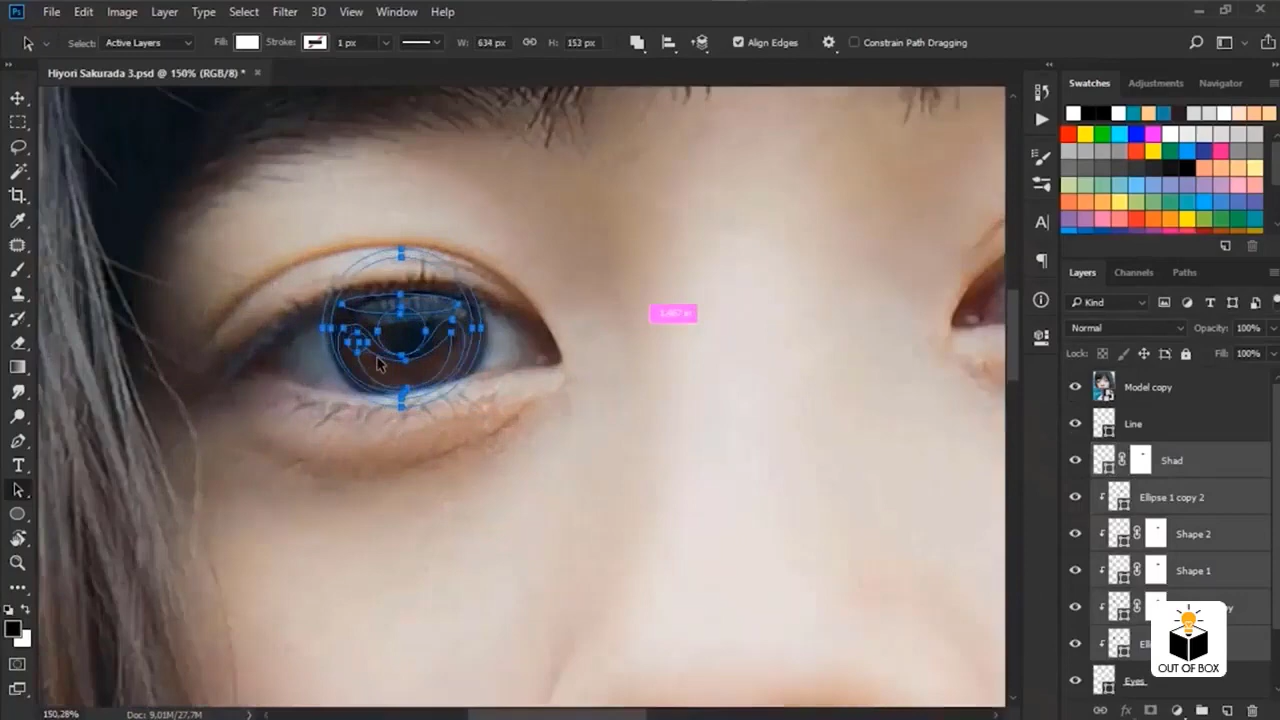 Ps File Edit Image Layer Type Select Filter 3D View Window Help
Select: Active Layers Fill: Stroke: 1 px W: 634 px H: 153 px Align Edges Constrain Path Dragging
Hiyori Sakurada 3.psd @ 150% (RGB/8) *
Swatches Adjustments Navigator
Layers Channels Paths
Kind
Normal Opacity: 100%
Lock: Fill: 100%
Model copy
Line
Shad
Ellipse 1 copy 2
Shape 2
Shape 1
Eyes
OUT OF BOX
150,26% Doc: 9,01M/27,7M